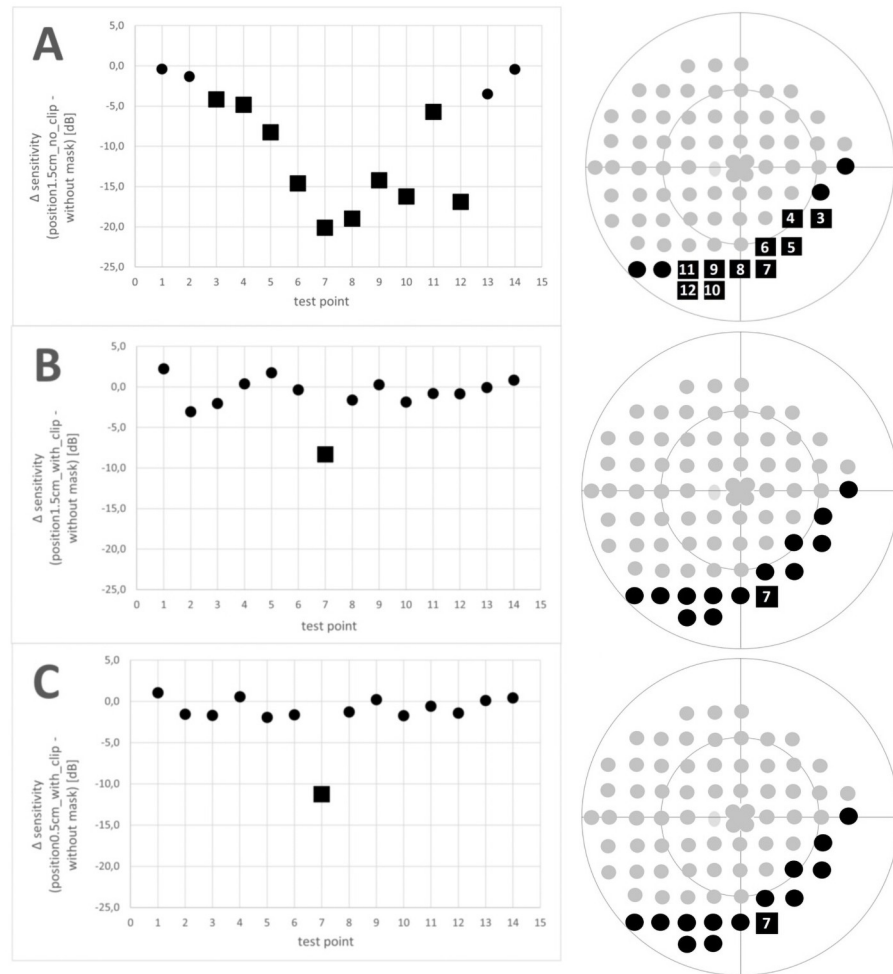 A
5,0
0,0
-5,0
-10,0
-15,0
-20,0
-25,0
Δ sensitivity
(position1.5cm_no_clip -
without mask) [dB]
0 1 2 3 4 5 6 7 8 9 10 11 12 13 14 15
test point
4 3
6 5
11 9 8 7
12 10
B
5,0
0,0
-5,0
-10,0
-15,0
-20,0
-25,0
Δ sensitivity
(position1.5cm_with_clip -
without mask) [dB]
0 1 2 3 4 5 6 7 8 9 10 11 12 13 14 15
test point
7
C
5,0
0,0
-5,0
-10,0
-15,0
-20,0
-25,0
Δ sensitivity
(position0.5cm_with_clip -
without mask) [dB]
0 1 2 3 4 5 6 7 8 9 10 11 12 13 14 15
test point
7